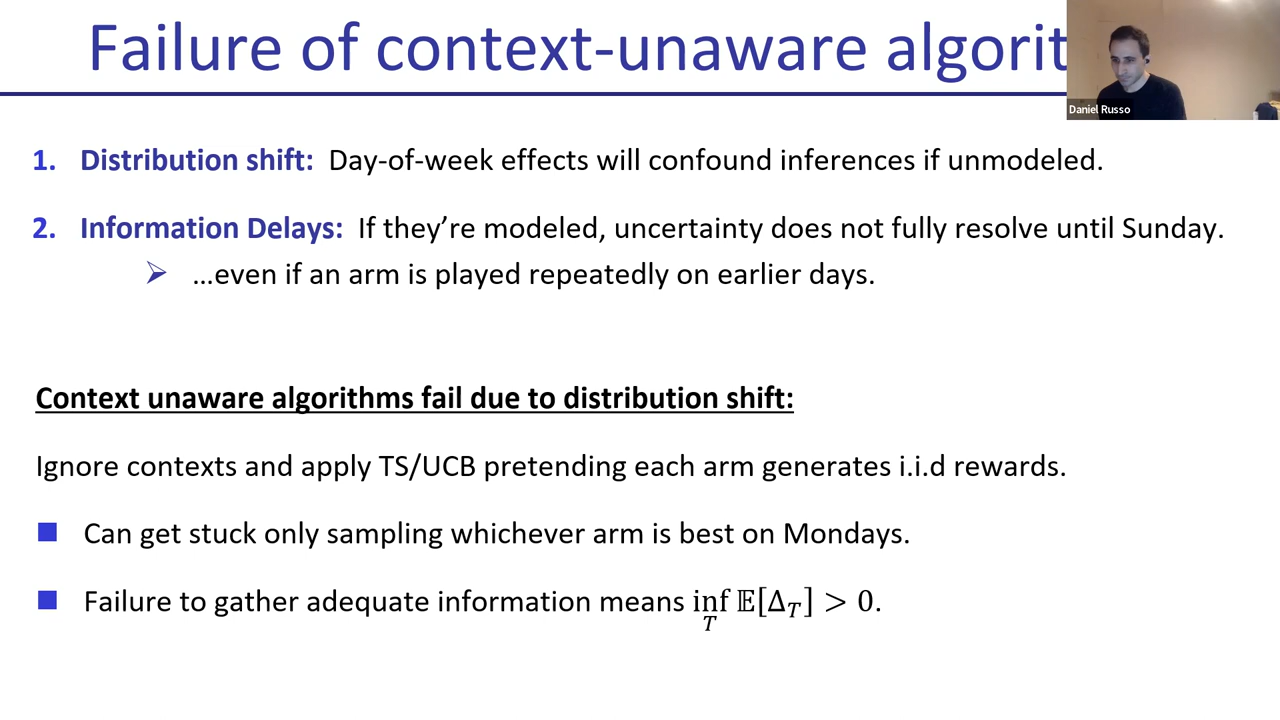 Failure of context-unaware algorit
Daniel Russo
1. Distribution shift: Day-of-week effects will confound inferences if unmodeled.
2. Information Delays: If they’re modeled, uncertainty does not fully resolve until Sunday.
➢ …even if an arm is played repeatedly on earlier days.
Context unaware algorithms fail due to distribution shift:
Ignore contexts and apply TS/UCB pretending each arm generates i.i.d rewards.
■ Can get stuck only sampling whichever arm is best on Mondays.
■ Failure to gather adequate information means inf_T 𝔼[Δ_T] > 0.